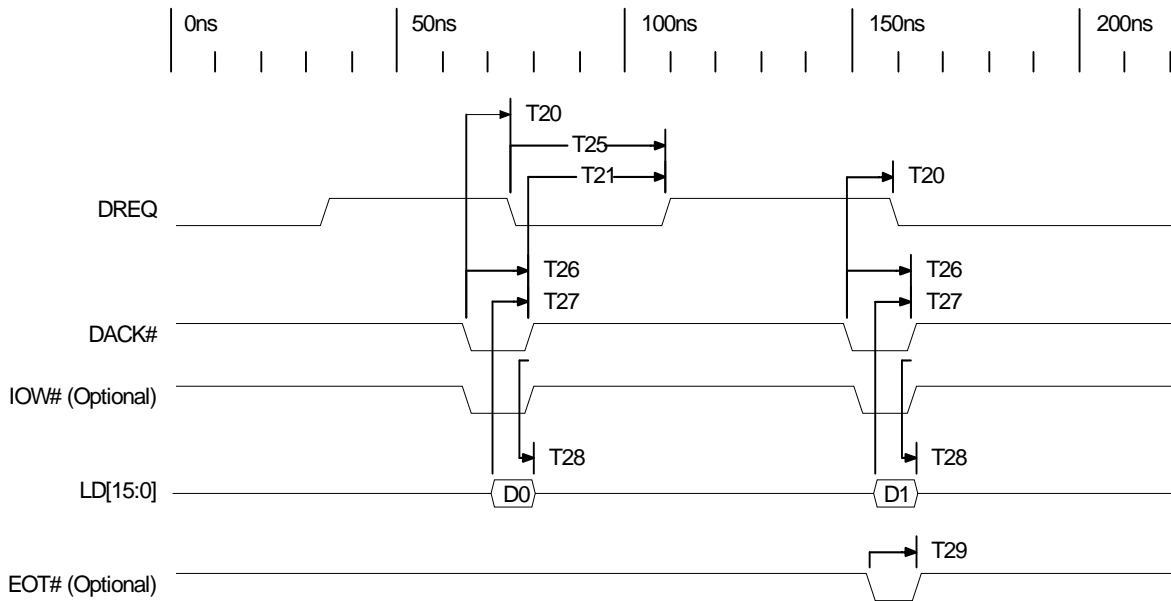 0ns 50ns 100ns 150ns 200ns
T20
T25
T21 T20
DREQ
T26 T26
T27 T27
DACK#
IOW# (Optional)
T28 T28
LD[15:0] D0 D1
T29
EOT# (Optional)